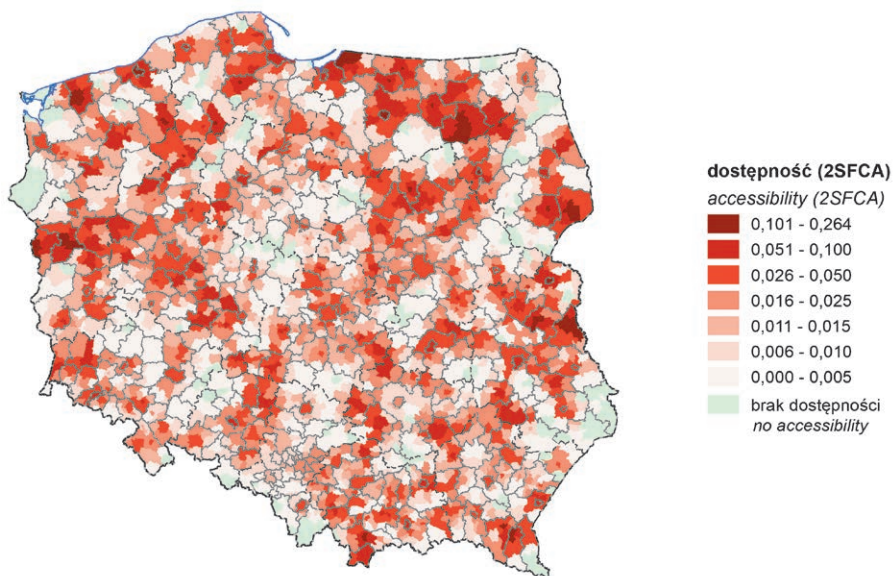 dostępność (2SFCA)
accessibility (2SFCA)
0,101 - 0,264
0,051 - 0,100
0,026 - 0,050
0,016 - 0,025
0,011 - 0,015
0,006 - 0,010
0,000 - 0,005
brak dostępności
no accessibility